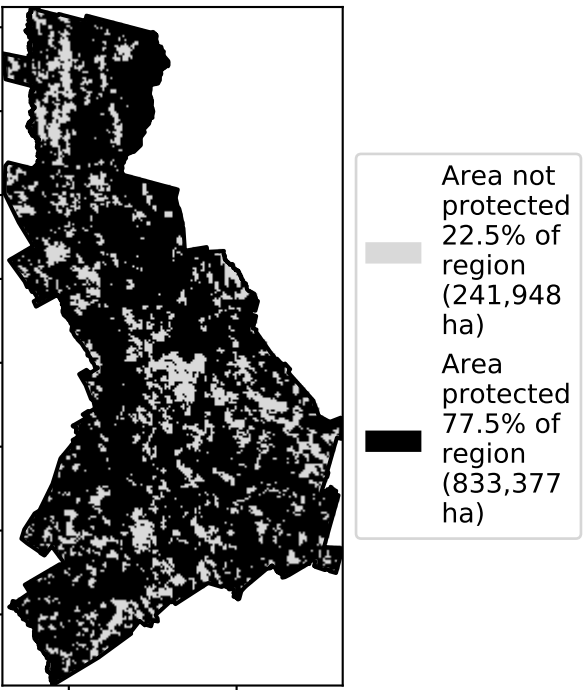 Area not
protected
22.5% of
region
(241,948
ha)
Area
protected
77.5% of
region
(833,377
ha)